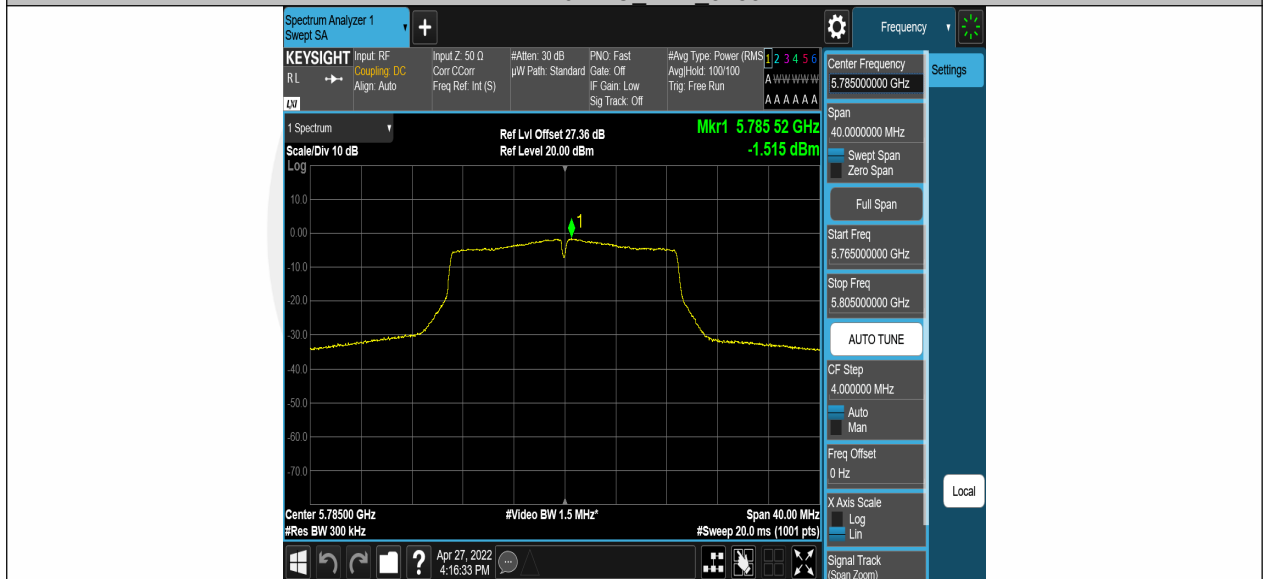 Spectrum Analyzer 1
Swept SA
+
Frequency
KEYSIGHT
RL
LXI
Input: RF
Coupling: DC
Align: Auto
Input Z: 50 Ω
Corr CCorr
Freq Ref: Int (S)
#Atten: 30 dB
µW Path: Standard
PNO: Fast
Gate: Off
IF Gain: Low
Sig Track: Off
#Avg Type: Power (RMS
Avg|Hold: 100/100
Trig: Free Run
1 2 3 4 5 6
A W W W W W
A A A A A A
Settings
Center Frequency
5.785000000 GHz
Span
40.0000000 MHz
Swept Span
Zero Span
Full Span
Start Freq
5.765000000 GHz
Stop Freq
5.805000000 GHz
AUTO TUNE
CF Step
4.000000 MHz
Auto
Man
Freq Offset
0 Hz
X Axis Scale
Log
Lin
Signal Track
(Span Zoom)
Local
1 Spectrum
Scale/Div 10 dB
Log
Ref Lvl Offset 27.36 dB
Ref Level 20.00 dBm
Mkr1 5.785 52 GHz
-1.515 dBm
1
10.0
0.00
-10.0
-20.0
-30.0
-40.0
-50.0
-60.0
-70.0
Center 5.78500 GHz
#Res BW 300 kHz
#Video BW 1.5 MHz*
Span 40.00 MHz
#Sweep 20.0 ms (1001 pts)
?
Apr 27, 2022
4:16:33 PM